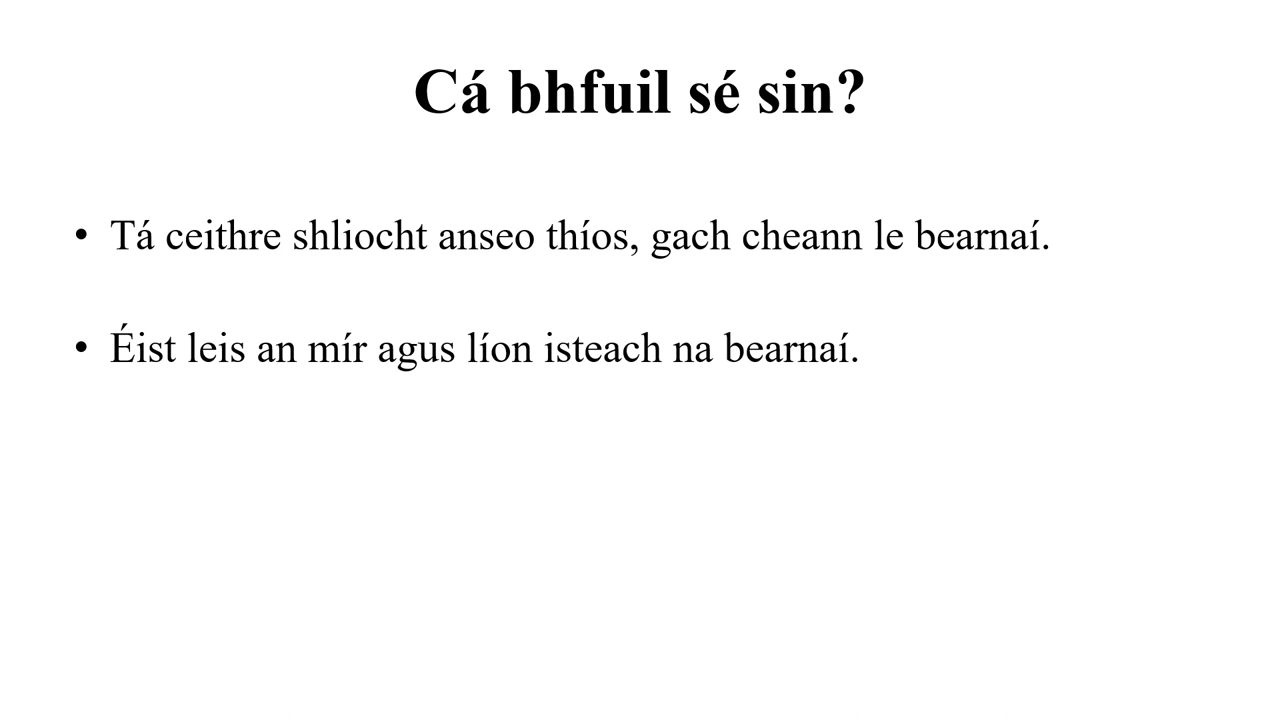 Cá bhfuil sé sin?
• Tá ceithre shliocht anseo thíos, gach cheann le bearnaí.
• Éist leis an mír agus líon isteach na bearnaí.